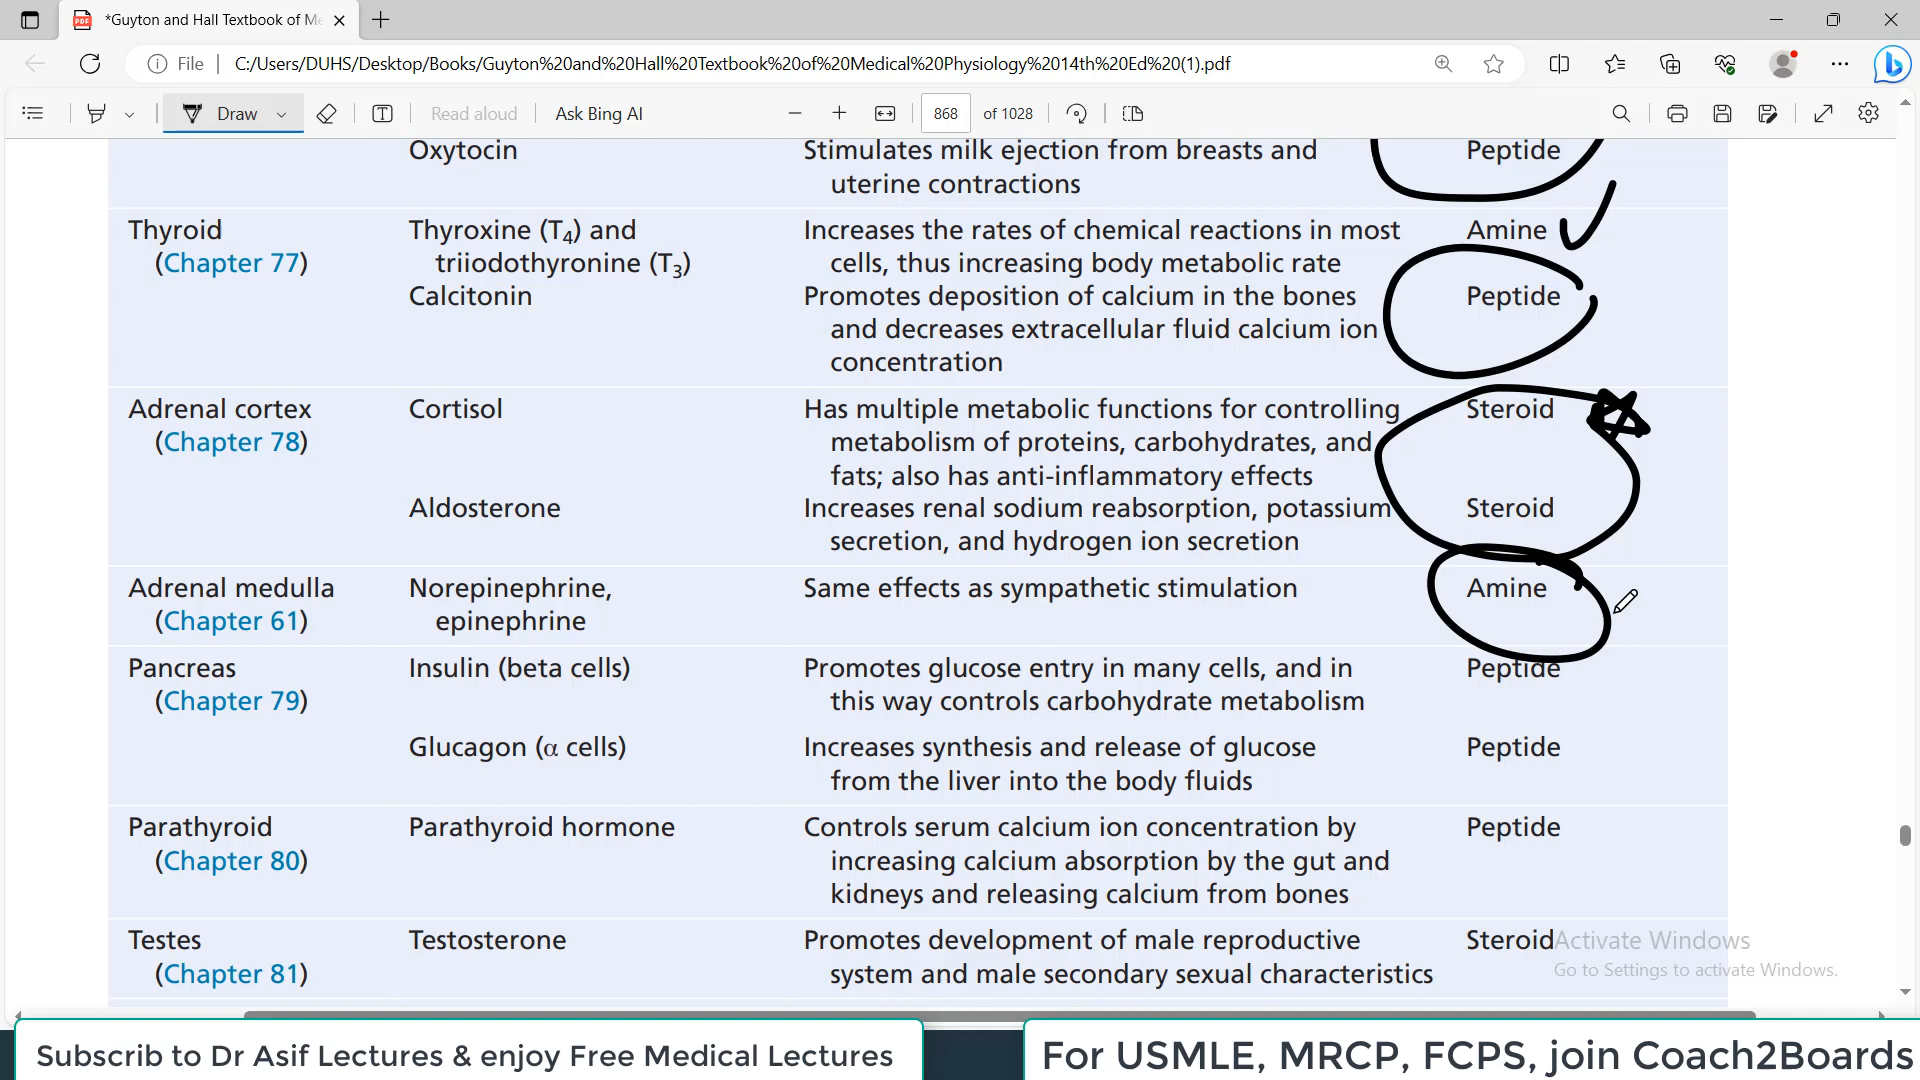 *Guyton and Hall Textbook of Me
File C:/Users/DUHS/Desktop/Books/Guyton%20and%20Hall%20Textbook%20of%20Medical%20Physiology%2014th%20Ed%20(1).pdf
Draw Read aloud Ask Bing AI 868 of 1028
Oxytocin Stimulates milk ejection from breasts and Peptide
uterine contractions
Thyroid Thyroxine (T4) and Increases the rates of chemical reactions in most Amine
(Chapter 77) triiodothyronine (T3) cells, thus increasing body metabolic rate
Calcitonin Promotes deposition of calcium in the bones Peptide
and decreases extracellular fluid calcium ion
concentration
Adrenal cortex Cortisol Has multiple metabolic functions for controlling Steroid
(Chapter 78) metabolism of proteins, carbohydrates, and
fats; also has anti-inflammatory effects
Aldosterone Increases renal sodium reabsorption, potassium Steroid
secretion, and hydrogen ion secretion
Adrenal medulla Norepinephrine, Same effects as sympathetic stimulation Amine
(Chapter 61) epinephrine
Pancreas Insulin (beta cells) Promotes glucose entry in many cells, and in Peptide
(Chapter 79) this way controls carbohydrate metabolism
Glucagon (α cells) Increases synthesis and release of glucose Peptide
from the liver into the body fluids
Parathyroid Parathyroid hormone Controls serum calcium ion concentration by Peptide
(Chapter 80) increasing calcium absorption by the gut and
kidneys and releasing calcium from bones
Testes Testosterone Promotes development of male reproductive Steroid
(Chapter 81) system and male secondary sexual characteristics
Activate Windows
Go to Settings to activate Windows.
Subscrib to Dr Asif Lectures & enjoy Free Medical Lectures
For USMLE, MRCP, FCPS, join Coach2Boards